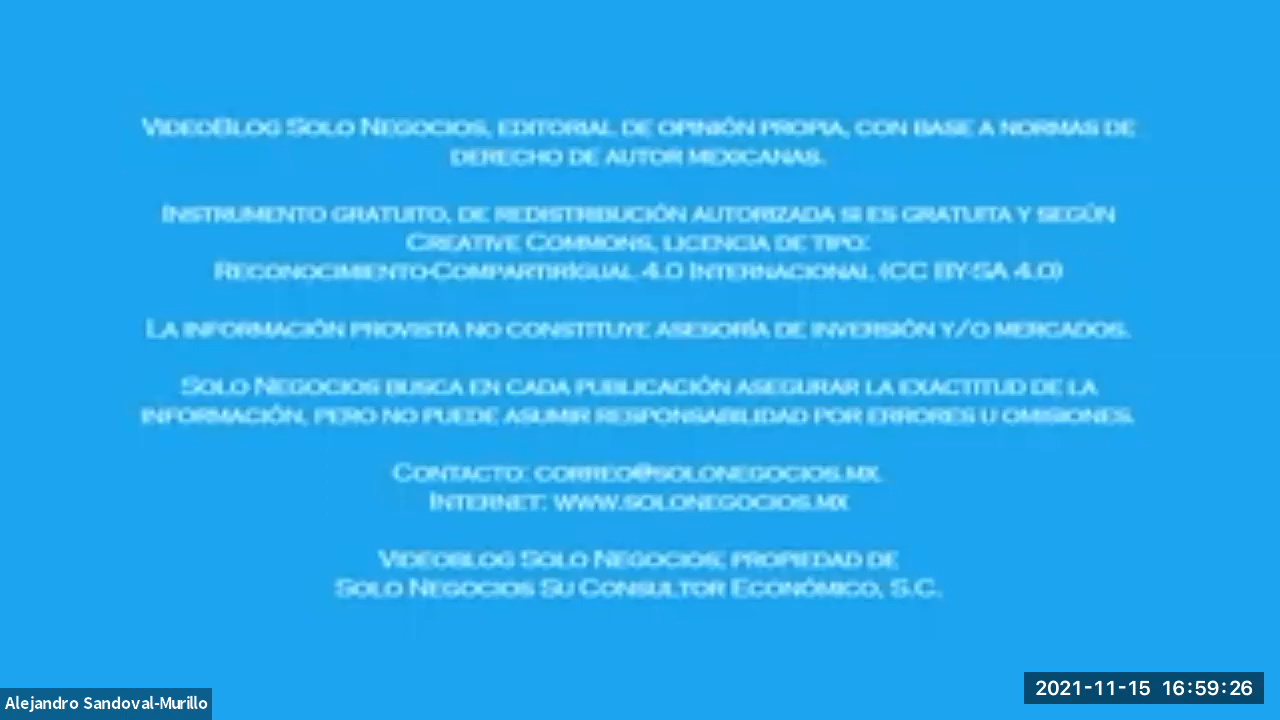 VideoBlog Solo Negocios, editorial de opinión propia, con base a normas de
derecho de autor mexicanas.
Instrumento gratuito, de redistribución autorizada si es gratuita y según
Creative Commons, licencia de tipo:
Reconocimiento-CompartirIgual 4.0 Internacional (CC BY-SA 4.0)
La información provista no constituye asesoría de inversión y/o mercados.
Solo Negocios busca en cada publicación asegurar la exactitud de la
información, pero no puede asumir responsabilidad por errores u omisiones.
Contacto: correo@solonegocios.mx
Internet: www.solonegocios.mx
Videoblog Solo Negocios; propiedad de
Solo Negocios Su Consultor Económico, S.C.
Alejandro Sandoval-Murillo
2021-11-15 16:59:26